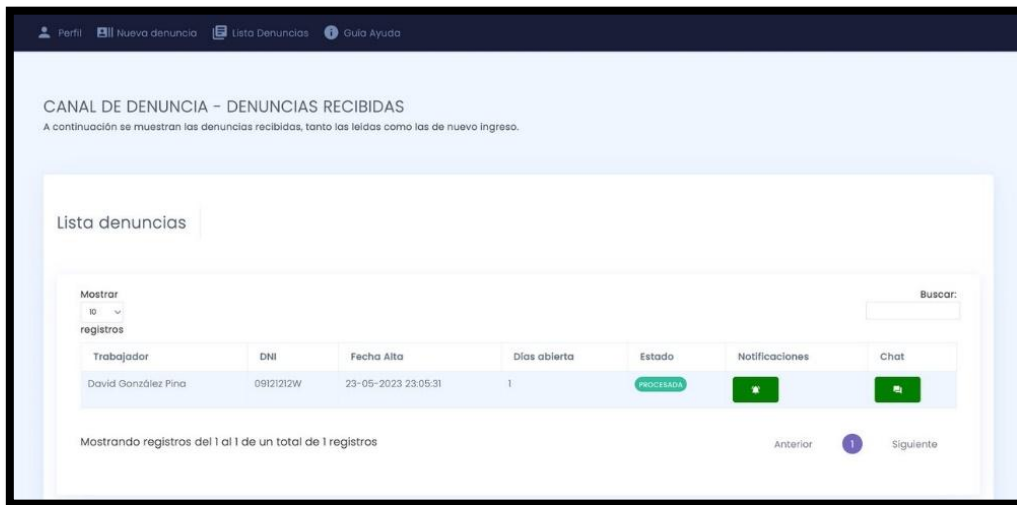 Perfil Nueva denuncia Lista Denuncias Guía Ayuda
CANAL DE DENUNCIA - DENUNCIAS RECIBIDAS
A continuación se muestran las denuncias recibidas, tanto las leídas como las de nuevo ingreso.
Lista denuncias
Mostrar
10
registros
Buscar:
Trabajador DNI Fecha Alta Días abierta Estado Notificaciones Chat
David González Pina 09121212W 23-05-2023 23:05:31 1 PROCESADA
Mostrando registros del 1 al 1 de un total de 1 registros
Anterior 1 Siguiente